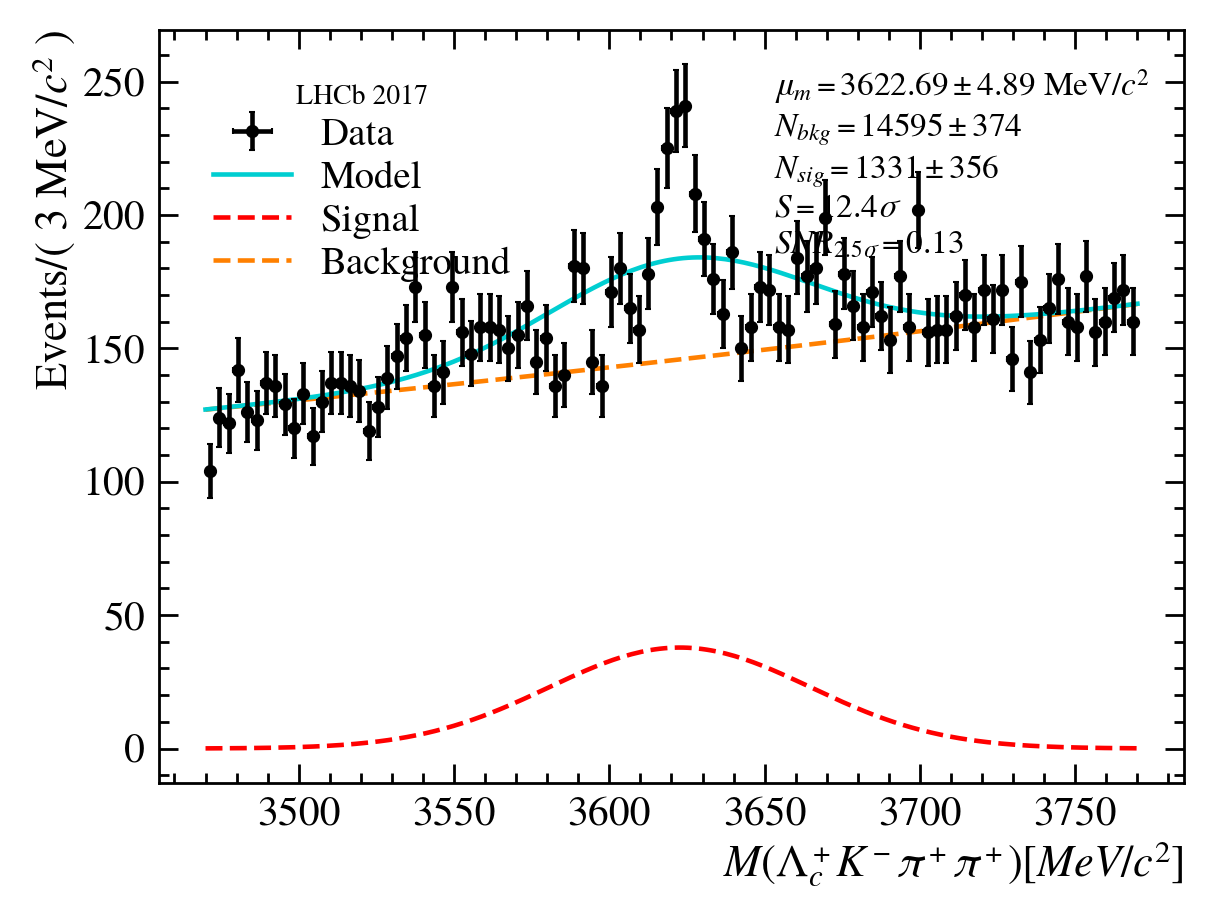 Events/( 3 MeV/c² )
250
200
150
100
50
0
LHCb 2017
Data
Model
Signal
Background
μₘ = 3622.69 ± 4.89 MeV/c²
N_bkg = 14595 ± 374
N_sig = 1331 ± 356
S = 12.4σ
SNR_2.5σ = 0.13
3500 3550 3600 3650 3700 3750
M(Λ_c⁺K⁻π⁺π⁺)[MeV/c²]